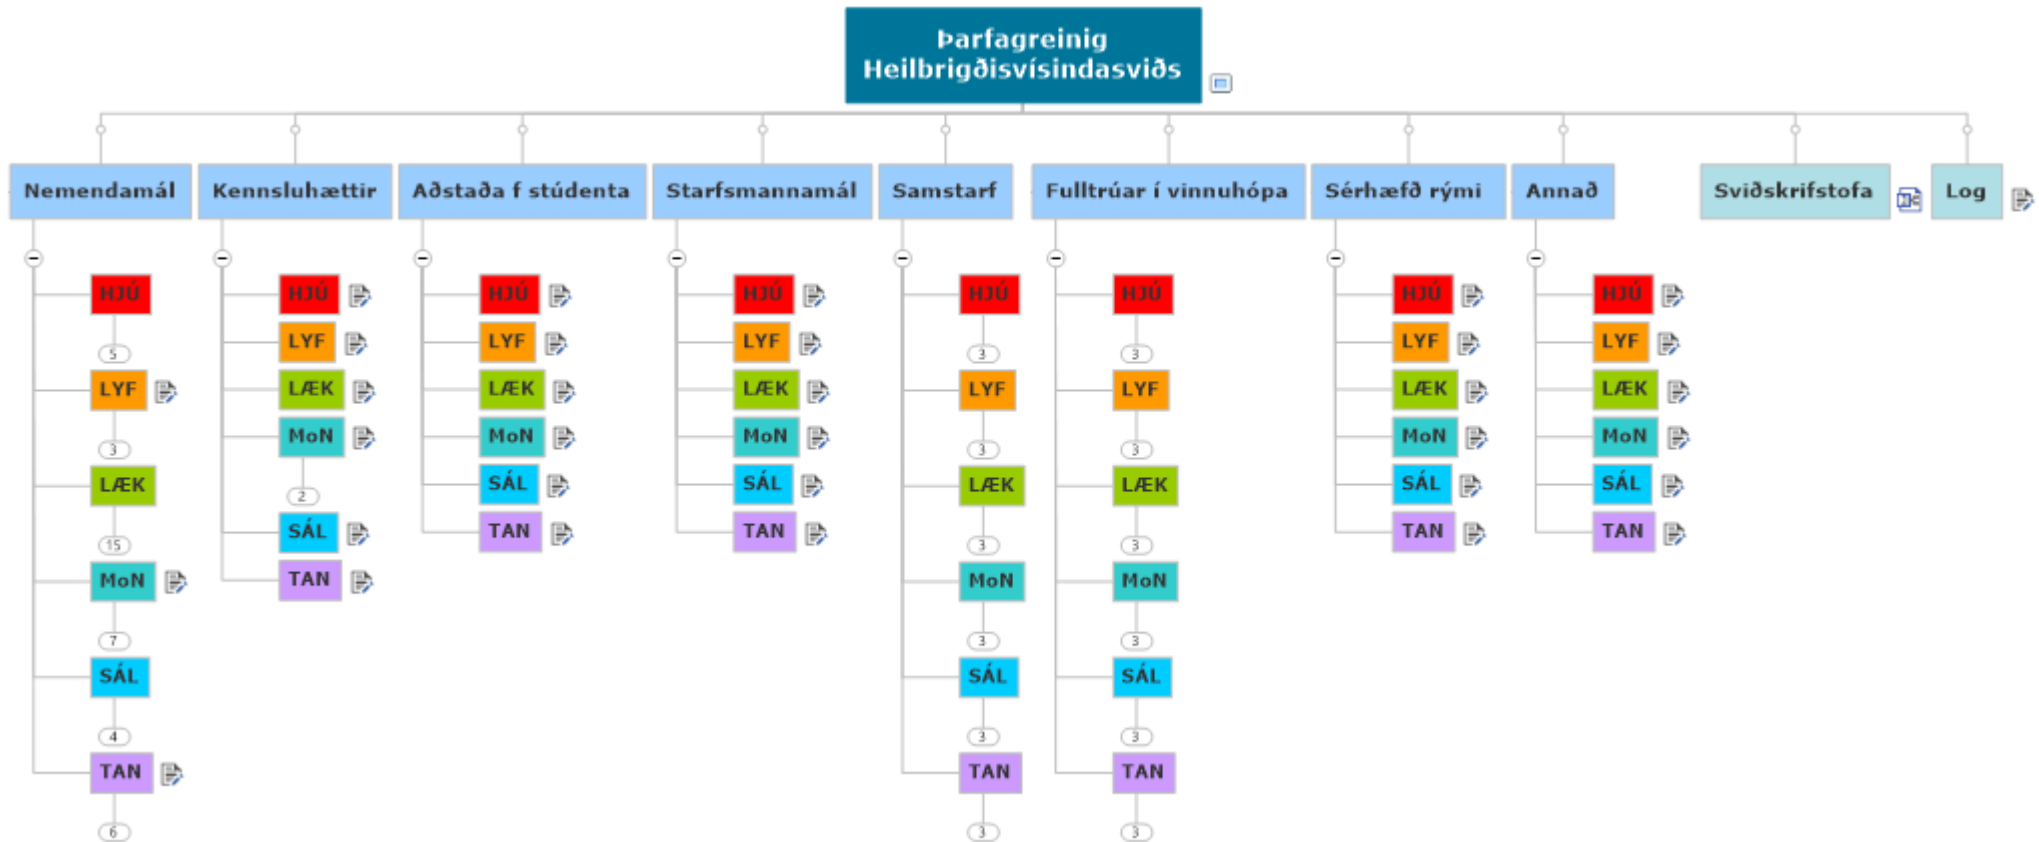 Þarfagreinig
Heilbrigðisvísindasviðs
Nemendamál
Kennsluhættir
Aðstaða f stúdenta
Starfsmannamál
Samstarf
Fulltrúar í vinnuhópa
Sérhæfð rými
Annað
Sviðskrifstofa
Log
HJÚ
5
LYF
3
LÆK
15
MoN
7
SÁL
4
TAN
6
HJÚ
LYF
LÆK
MoN
2
SÁL
TAN
HJÚ
LYF
LÆK
MoN
SÁL
TAN
HJÚ
LYF
LÆK
MoN
SÁL
TAN
HJÚ
3
LYF
3
LÆK
3
MoN
3
SÁL
3
TAN
3
HJÚ
3
LYF
3
LÆK
3
MoN
3
SÁL
3
TAN
3
HJÚ
LYF
LÆK
MoN
SÁL
TAN
HJÚ
LYF
LÆK
MoN
SÁL
TAN